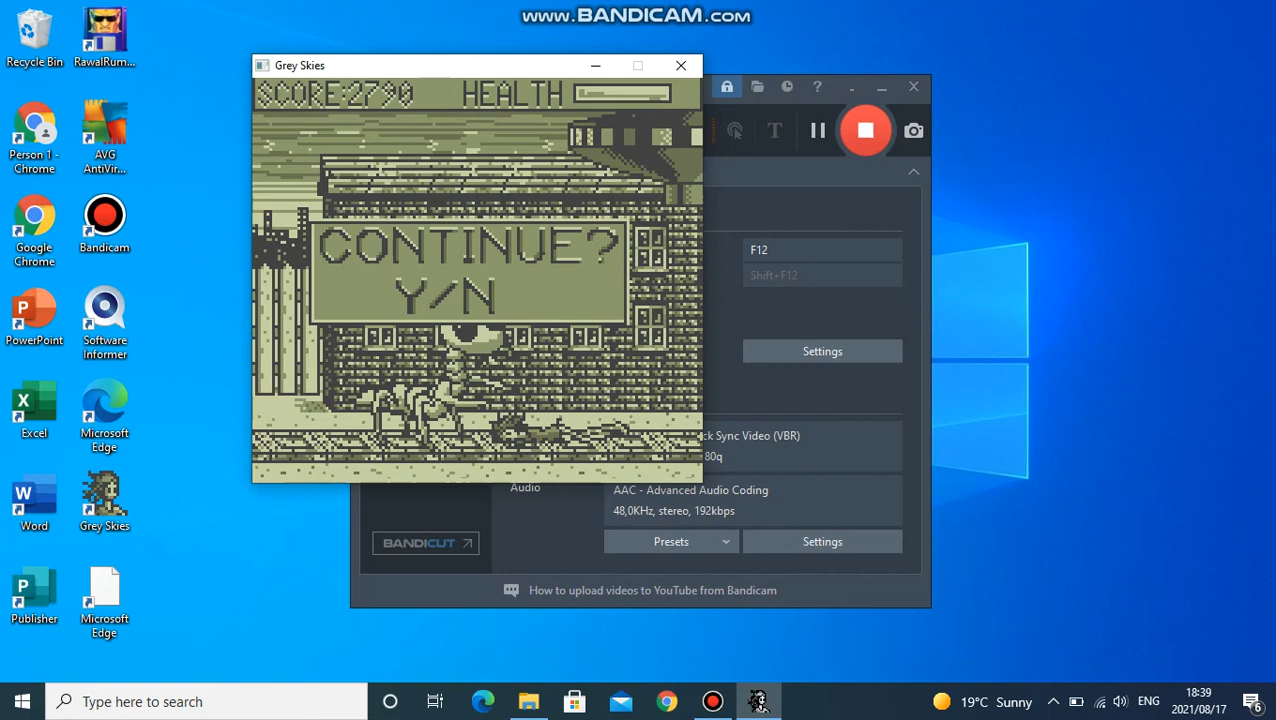 www.BANDICAM.com
Recycle Bin
RawalRum...
Person 1 -
Chrome
AVG
AntiVir...
Google
Chrome
Bandicam
PowerPoint
Software
Informer
Excel
Microsoft
Edge
Word
Grey Skies
Publisher
Microsoft
Edge
Grey Skies
SCORE:2790 HEALTH
CONTINUE?
Y/N
F12
Shift+F12
Settings
ck Sync Video (VBR)
80q
Audio
AAC - Advanced Audio Coding
48,0KHz, stereo, 192kbps
BANDICUT
Presets
Settings
How to upload videos to YouTube from Bandicam
Type here to search
19°C Sunny
ENG
18:39
2021/08/17
6